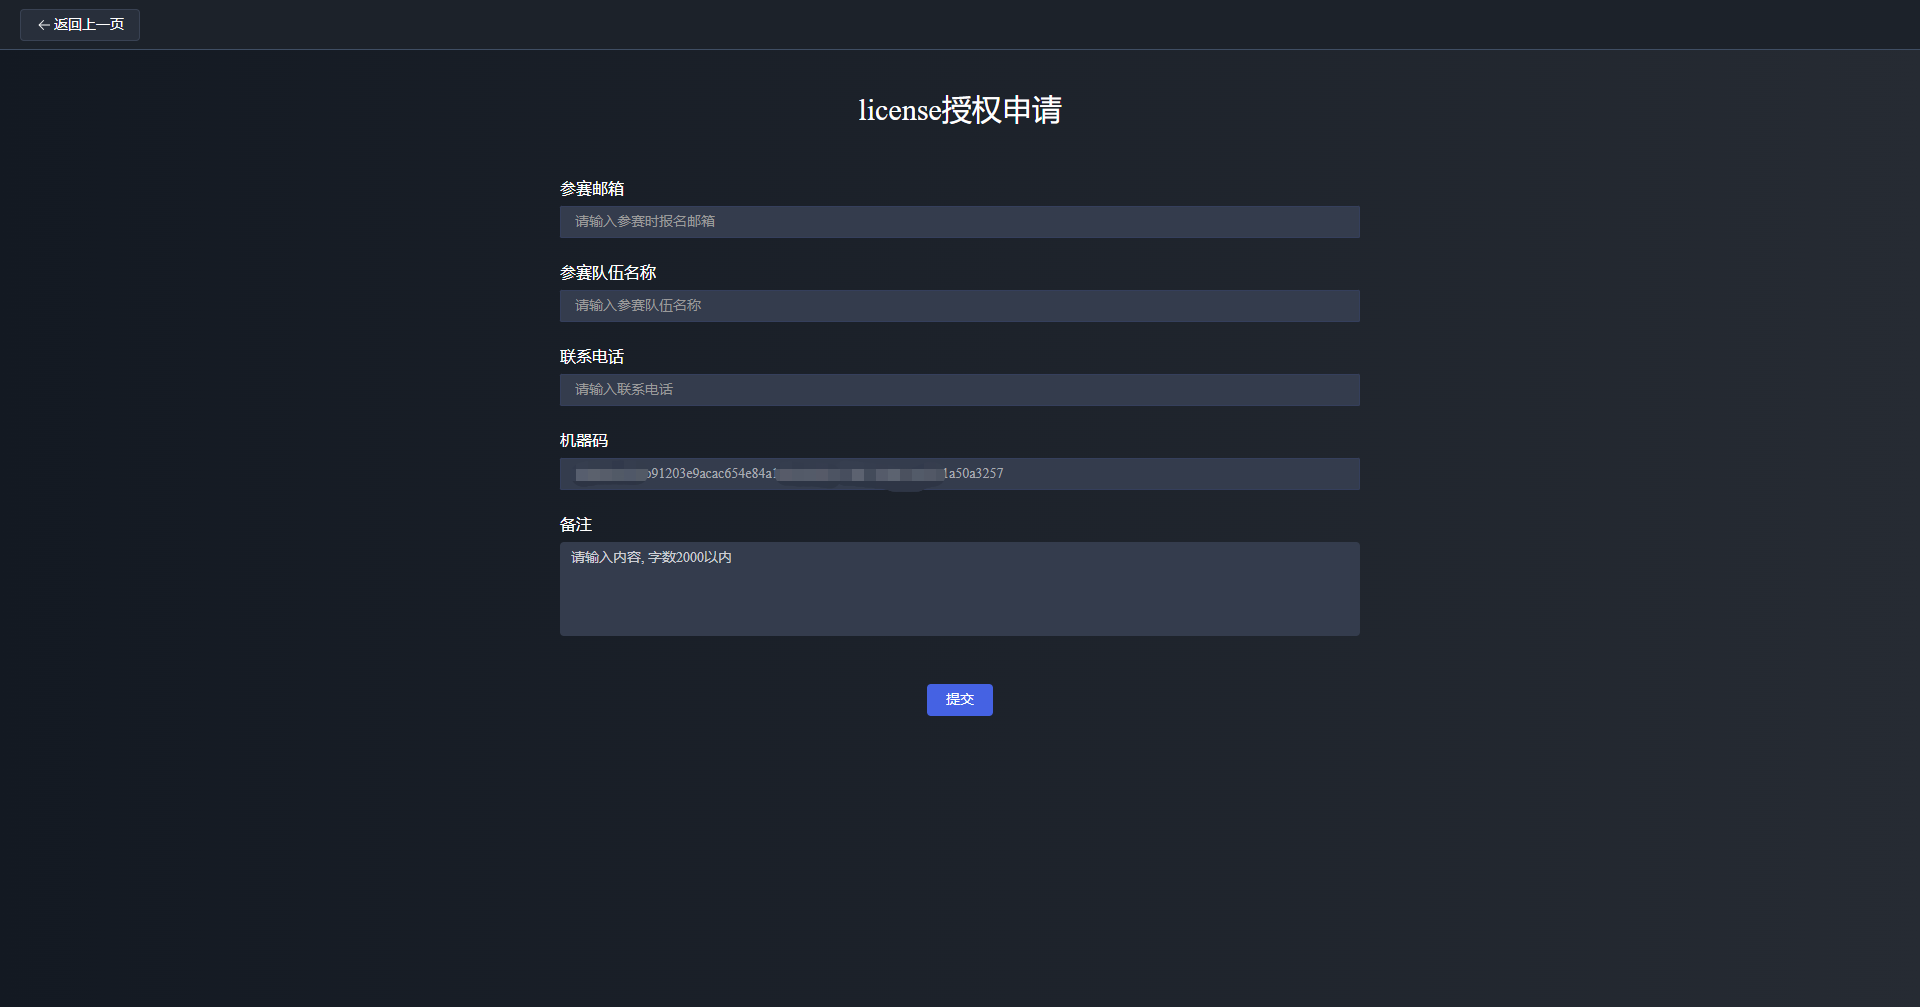 返回上一页
license授权申请
参赛邮箱
请输入参赛时报名邮箱
参赛队伍名称
请输入参赛队伍名称
联系电话
请输入联系电话
机器码
b91203e9acac654e84a1 1a50a3257
备注
请输入内容, 字数2000以内
提交